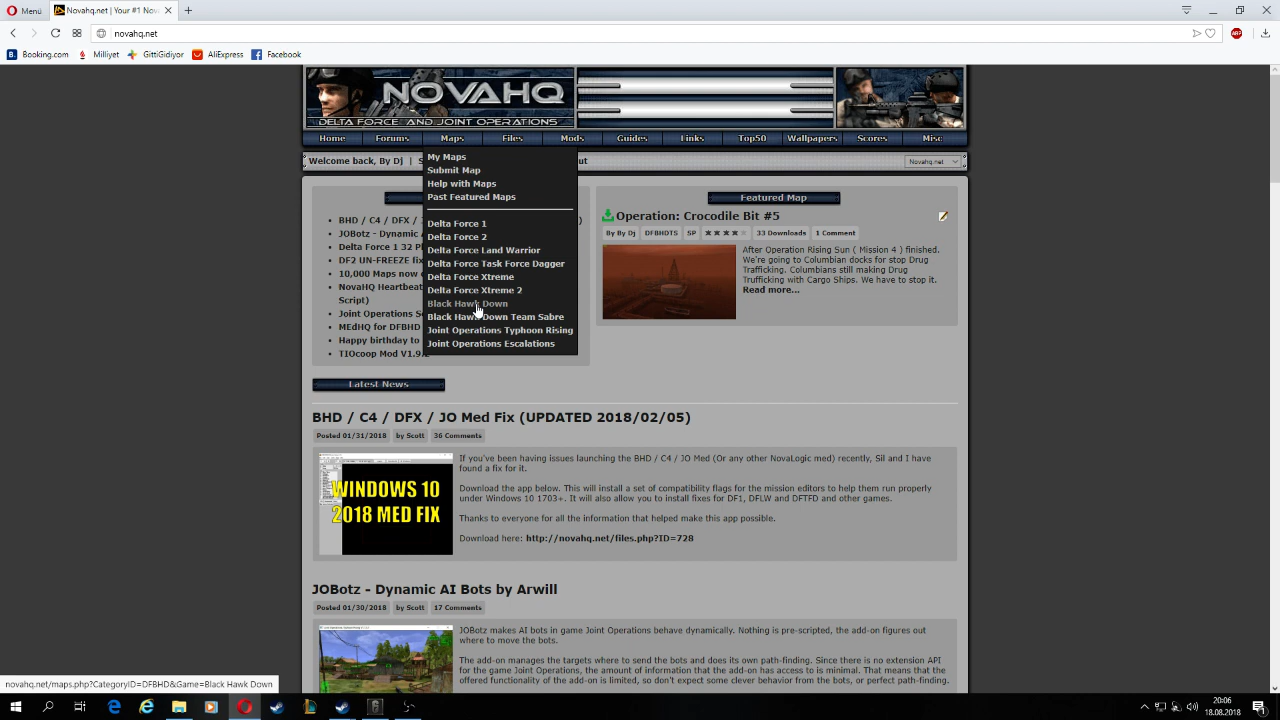 Menü
Novahq.net | Your #1 Nov
novahq.net
Booking.com
Milliyet
GittiGidiyor
AliExpress
Facebook
NOVAHQ
DELTA FORCE AND JOINT OPERATIONS
Home
Forums
Maps
Files
Mods
Guides
Links
Top50
Wallpapers
Scores
Misc
Welcome back, By Dj | S
out
Novahq.net
My Maps
Submit Map
Help with Maps
Past Featured Maps
Delta Force 1
Delta Force 2
Delta Force Land Warrior
Delta Force Task Force Dagger
Delta Force Xtreme
Delta Force Xtreme 2
Black Hawk Down
Black Hawk Down Team Sabre
Joint Operations Typhoon Rising
Joint Operations Escalations
BHD / C4 / DFX /
)
JOBotz - Dynamic
Delta Force 1 32 Pl
DF2 UN-FREEZE fix
10,000 Maps now
NovaHQ Heartbeat
Script)
Joint Operations S
MEdHQ for DFBHD
Happy birthday to
TIOcoop Mod V1.9.2
Featured Map
Operation: Crocodile Bit #5
By By Dj
DFBHDTS
SP
33 Downloads
1 Comment
After Operation Rising Sun ( Mission 4 ) finished.
We're going to Columbian docks for stop Drug
Trafficking. Columbians still making Drug
Trafficking with Cargo Ships. We have to stop it.
Read more...
Latest News
BHD / C4 / DFX / JO Med Fix (UPDATED 2018/02/05)
Posted 01/31/2018
by Scott
36 Comments
WINDOWS 10
2018 MED FIX
If you've been having issues launching the BHD / C4 / JO Med (Or any other NovaLogic med) recently, Sil and I have
found a fix for it.
Download the app below. This will install a set of compatibility flags for the mission editors to help them run properly
under Windows 10 1703+. It will also allow you to install fixes for DF1, DFLW and DFTFD and other games.
Thanks to everyone for all the information that helped make this app possible.
Download here: http://novahq.net/files.php?ID=728
JOBotz - Dynamic AI Bots by Arwill
Posted 01/30/2018
by Scott
17 Comments
JOBotz makes AI bots in game Joint Operations behave dynamically. Nothing is pre-scripted, the add-on figures out
where to move the bots.
The add-on manages the targets where to send the bots and does its own path-finding. Since there is no extension API
for the game Joint Operations, the amount of information that the add-on has access to is minimal. That means that the
offered functionality of the add-on is limited, so don't expect some clever behavior from the bots, or perfect path-finding.
novahq.net/maps.php?CategoryID=DFBHD&Game=Black Hawk Down
20:06
18.08.2018